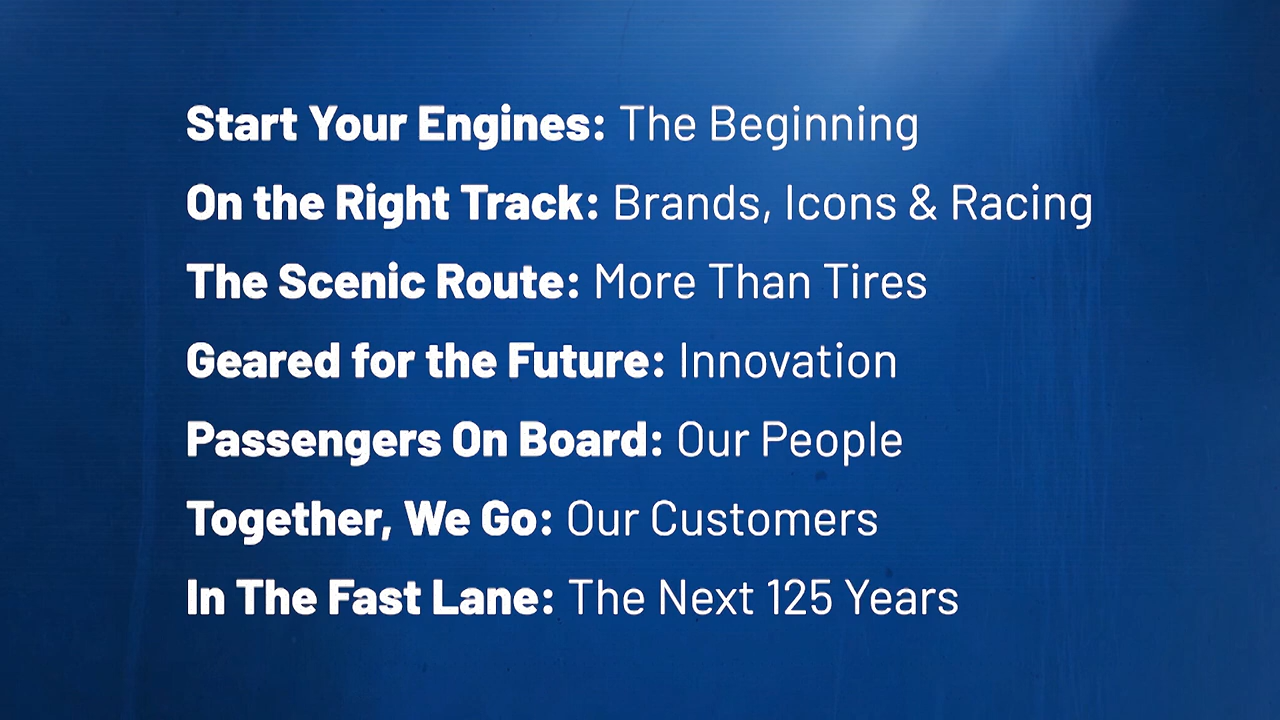 Start Your Engines: The Beginning
On the Right Track: Brands, Icons & Racing
The Scenic Route: More Than Tires
Geared for the Future: Innovation
Passengers On Board: Our People
Together, We Go: Our Customers
In The Fast Lane: The Next 125 Years